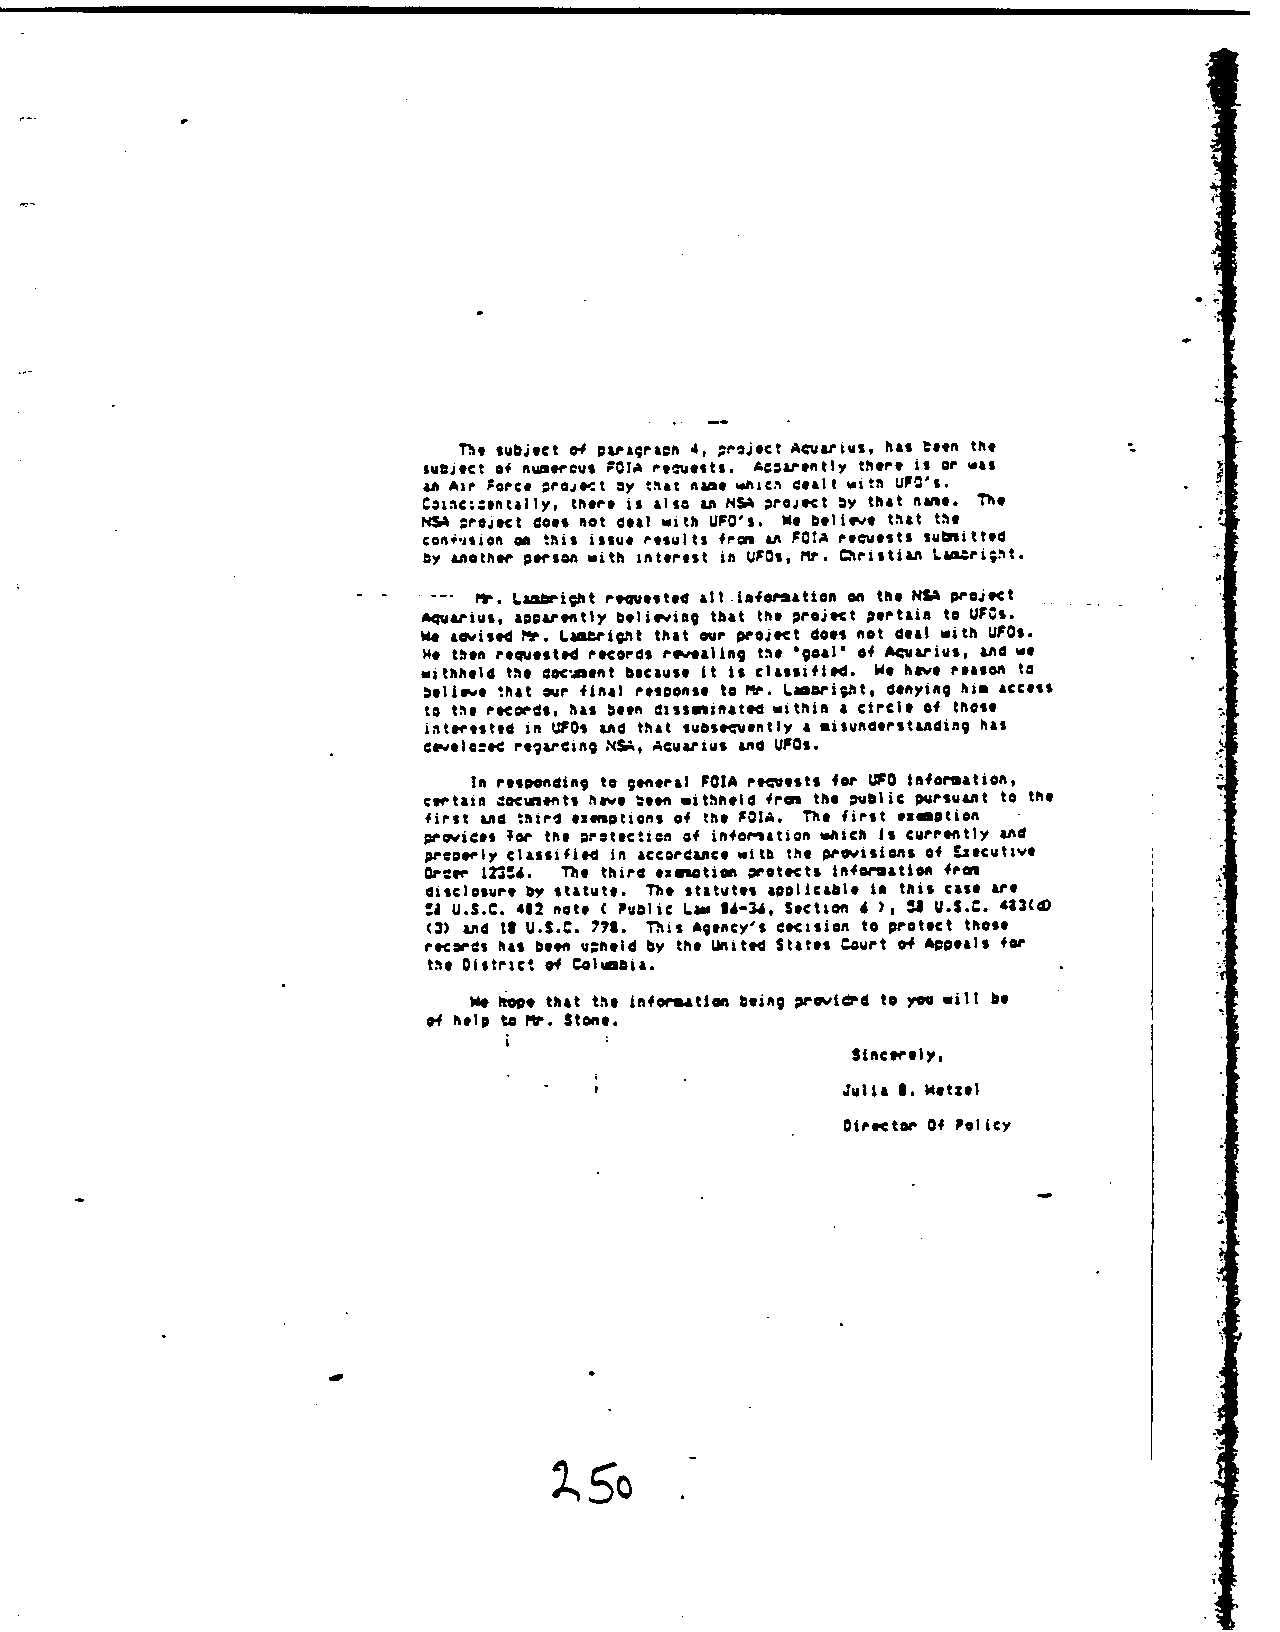 The subject of paragraph 4, project Aquarius, has been the
subject of numerous FOIA requests. Apparently there is or was
an Air Force project by that name which dealt with UFO's.
Coincidentally, there is also an NSA project by that name. The
NSA project does not deal with UFO's. We believe that the
confusion on this issue results from an FOIA requests submitted
by another person with interest in UFOs, Mr. Christian Lambright.
Mr. Lambright requested all information on the NSA project
Aquarius, apparently believing that the project pertain to UFOs.
We advised Mr. Lambright that our project does not deal with UFOs.
He then requested records revealing the "goal" of Aquarius, and we
withheld the document because it is classified. We have reason to
believe that our final response to Mr. Lambright, denying him access
to the records, has been disseminated within a circle of those
interested in UFOs and that subsequently a misunderstanding has
developed regarding NSA, Aquarius and UFOs.
In responding to general FOIA requests for UFO information,
certain documents have been withheld from the public pursuant to the
first and third exemptions of the FOIA. The first exemption
provides for the protection of information which is currently and
properly classified in accordance with the provisions of Executive
Order 12356. The third exemption protects information from
disclosure by statute. The statutes applicable in this case are
50 U.S.C. 402 note ( Public Law 86-36, Section 6 ), 50 U.S.C. 403(d)
(3) and 18 U.S.C. 798. This Agency's decision to protect those
records has been upheld by the United States Court of Appeals for
the District of Columbia.
We hope that the information being provided to you will be
of help to Mr. Stone.
Sincerely,
Julia B. Wetzel
Director Of Policy
250